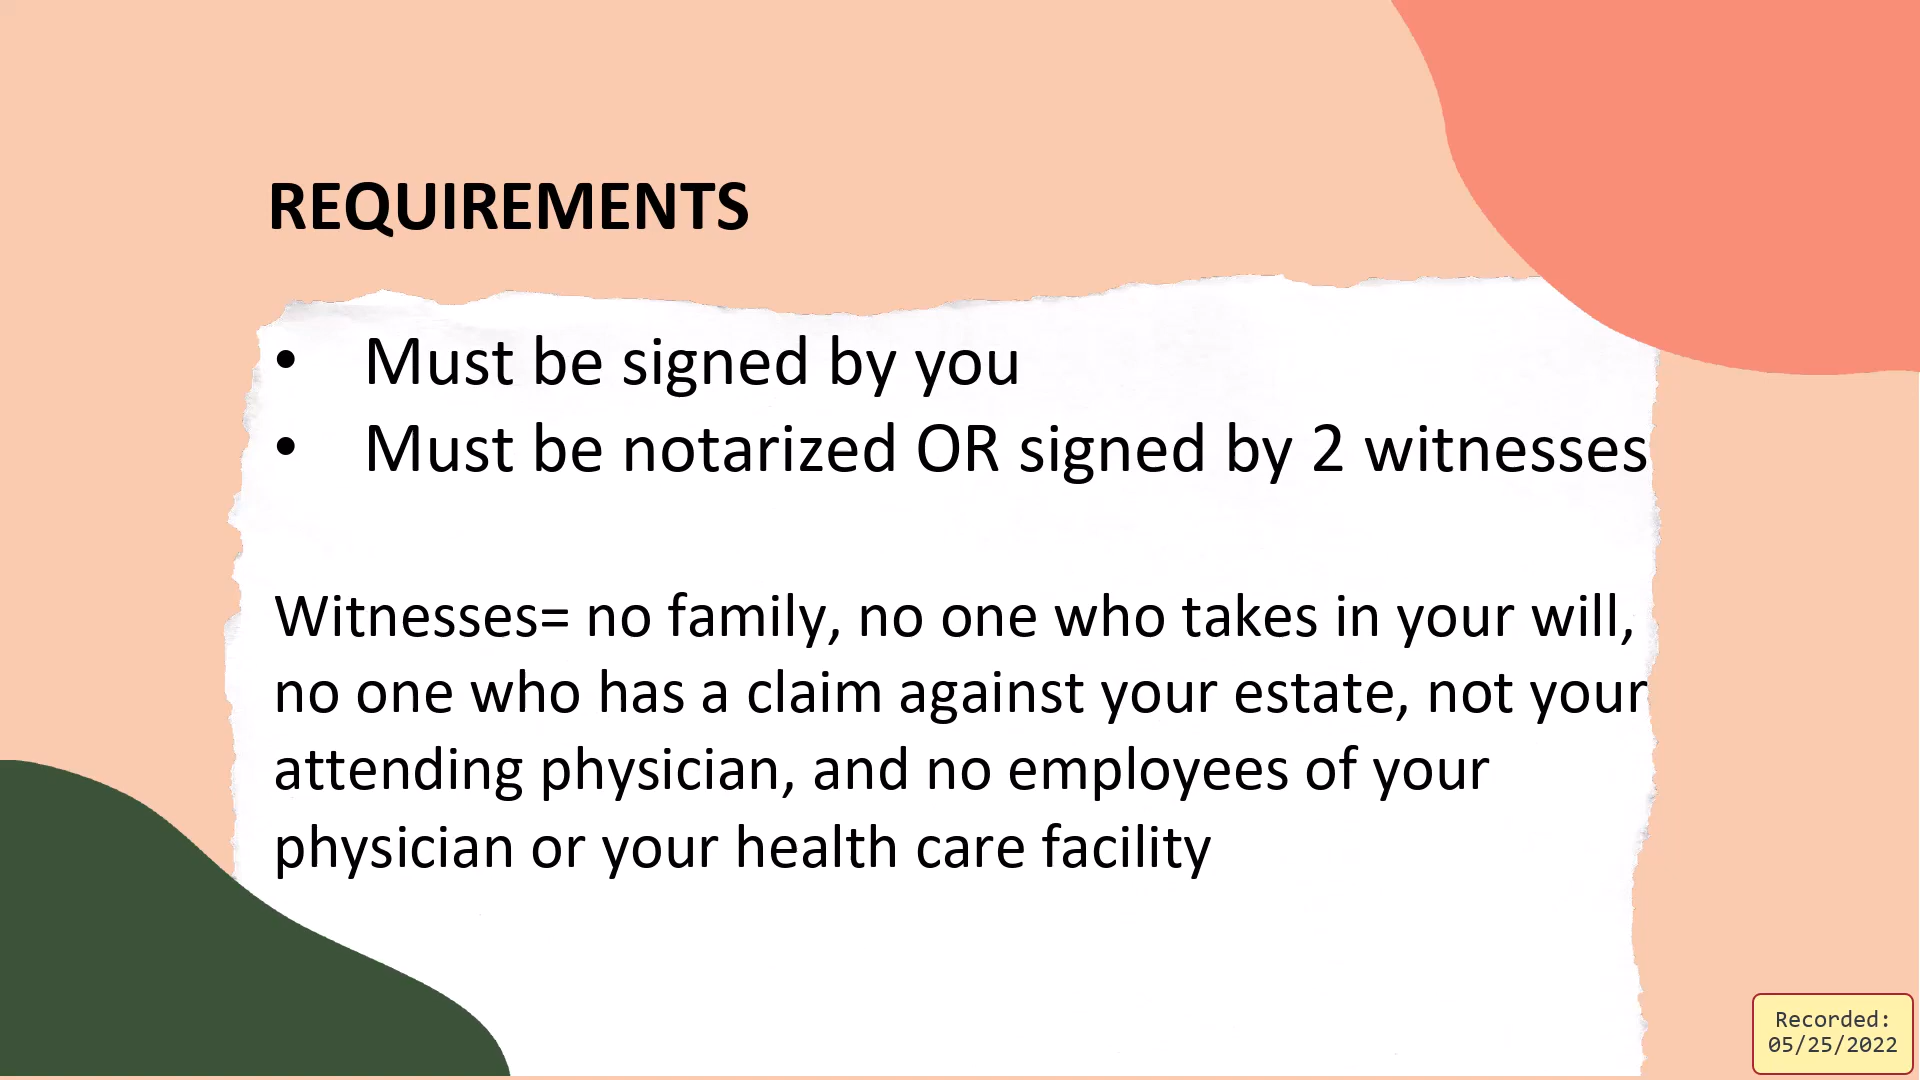 REQUIREMENTS
• Must be signed by you
• Must be notarized OR signed by 2 witnesses
Witnesses= no family, no one who takes in your will,
no one who has a claim against your estate, not your
attending physician, and no employees of your
physician or your health care facility
Recorded:
05/25/2022